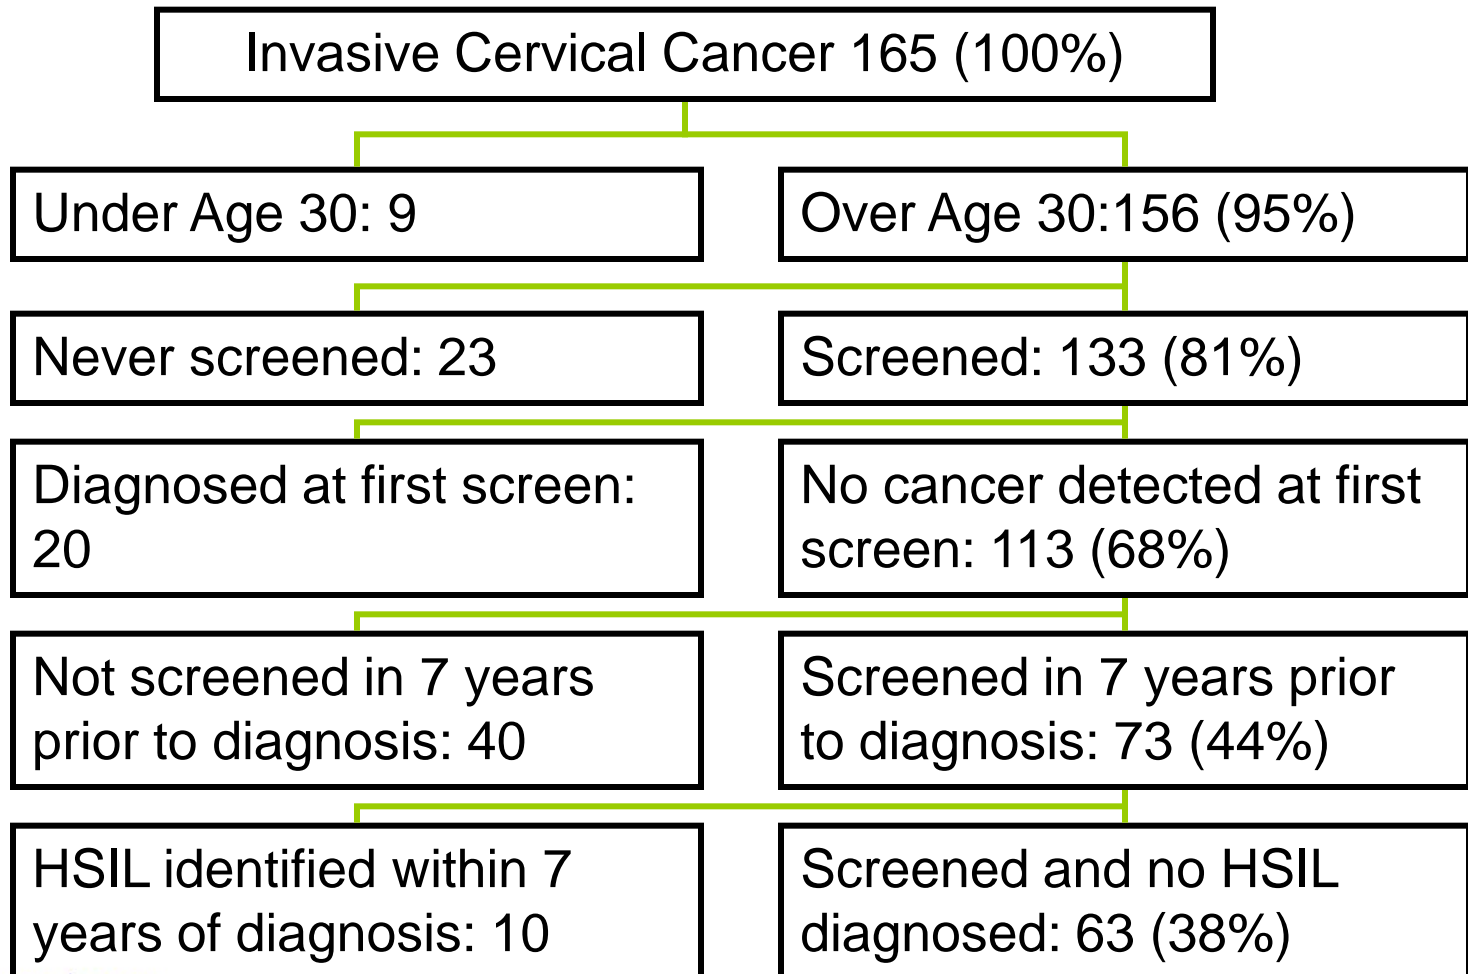 Invasive Cervical Cancer 165 (100%)
Under Age 30: 9
Over Age 30:156 (95%)
Never screened: 23
Screened: 133 (81%)
Diagnosed at first screen:
20
No cancer detected at first
screen: 113 (68%)
Not screened in 7 years
prior to diagnosis: 40
Screened in 7 years prior
to diagnosis: 73 (44%)
HSIL identified within 7
years of diagnosis: 10
Screened and no HSIL
diagnosed: 63 (38%)